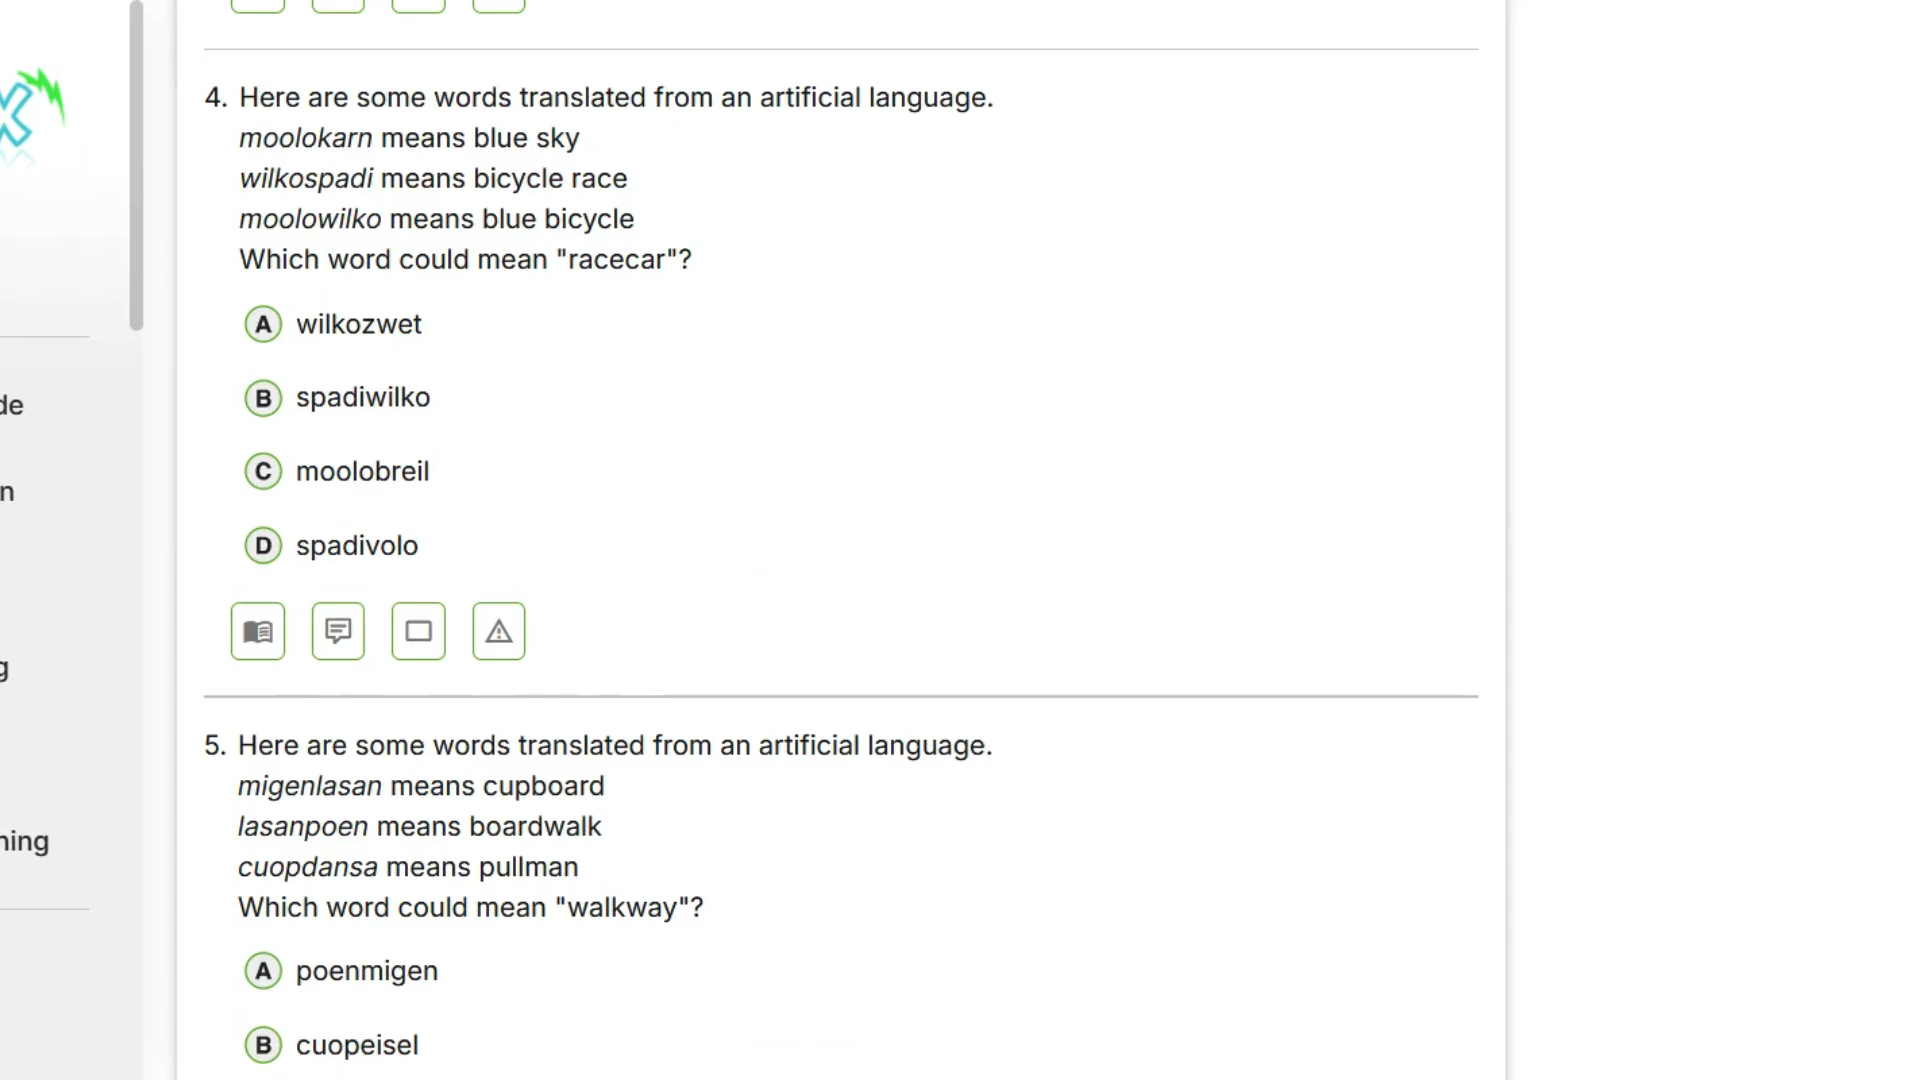 4. Here are some words translated from an artificial language.
moolokarn means blue sky
wilkospadi means bicycle race
moolowilko means blue bicycle
Which word could mean "racecar"?
A wilkozwet
B spadiwilko
C moolobreil
D spadivolo
5. Here are some words translated from an artificial language.
migenlasan means cupboard
lasanpoen means boardwalk
cuopdansa means pullman
Which word could mean "walkway"?
A poenmigen
B cuopeisel
de
n
g
ning